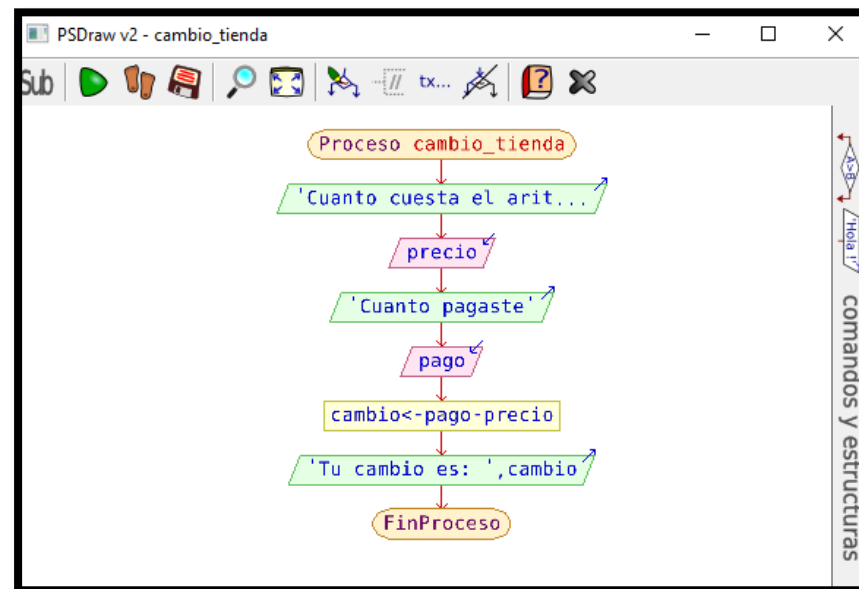 PSDraw v2 - cambio_tienda
Sub
tx...
Proceso cambio_tienda
'Cuanto cuesta el arit...
precio
'Cuanto pagaste'
pago
cambio<-pago-precio
'Tu cambio es: ',cambio
FinProceso
A>B
'Hola !'
comandos y estructuras